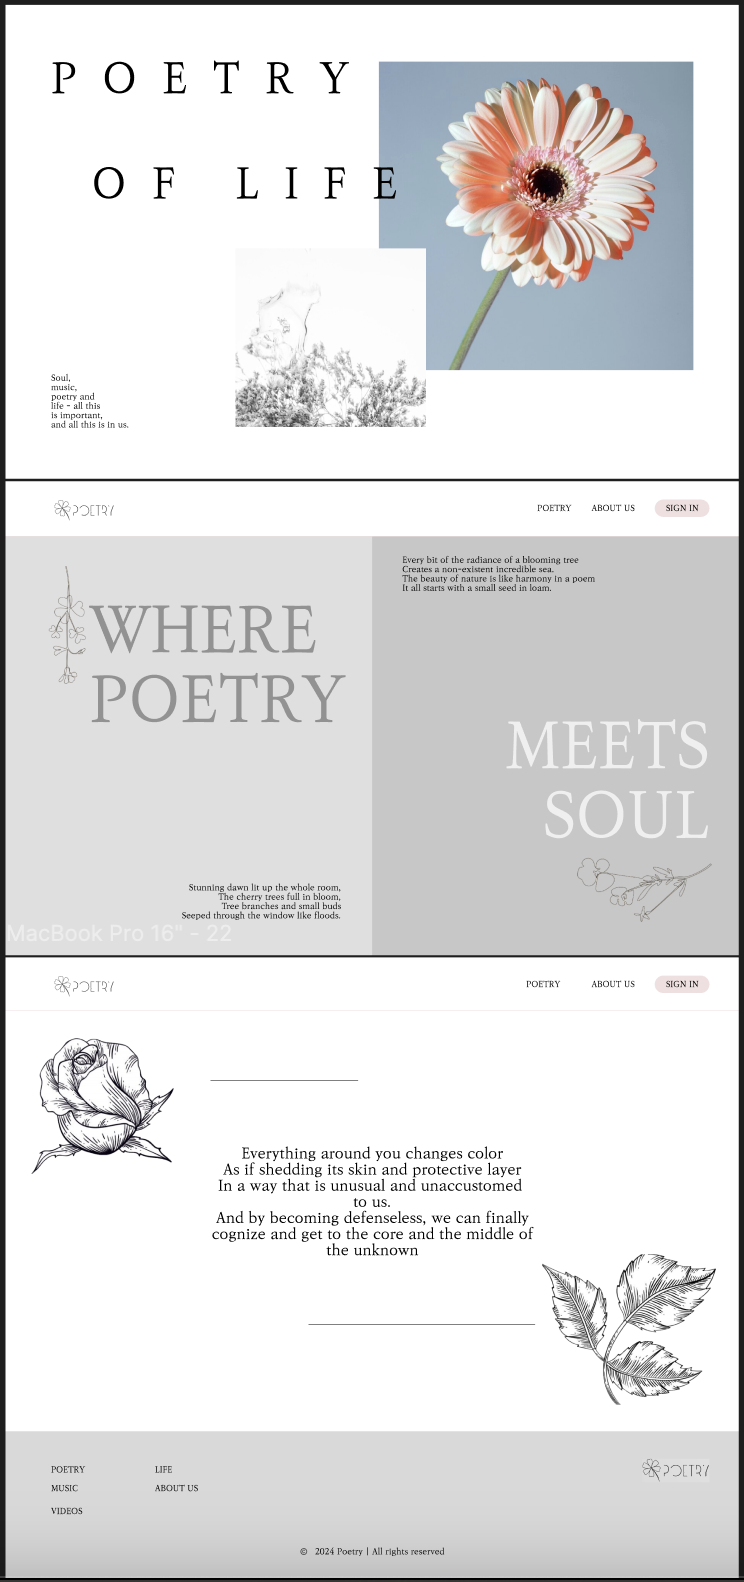 POETRY
OF LIFE
Soul,
music,
poetry and
life - all this
is important,
and all this is in us.
POETRY
POETRY
ABOUT US
SIGN IN
WHERE
POETRY
Every bit of the radiance of a blooming tree
Creates a non-existent incredible sea.
The beauty of nature is like harmony in a poem
It all starts with a small seed in loam.
MEETS
SOUL
Stunning dawn lit up the whole room,
The cherry trees full in bloom,
Tree branches and small buds
Seeped through the window like floods.
MacBook Pro 16" - 22
POETRY
POETRY
ABOUT US
SIGN IN
Everything around you changes color
As if shedding its skin and protective layer
In a way that is unusual and unaccustomed
to us.
And by becoming defenseless, we can finally
cognize and get to the core and the middle of
the unknown
POETRY
LIFE
MUSIC
ABOUT US
VIDEOS
POETRY
© 2024 Poetry | All rights reserved